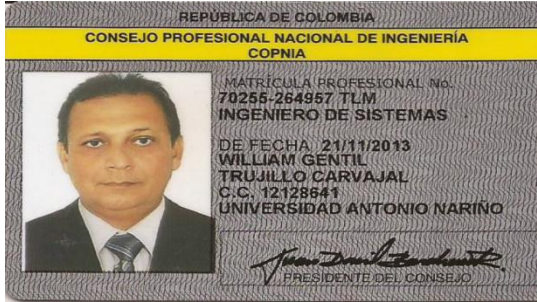 REPÚBLICA DE COLOMBIA
CONSEJO PROFESIONAL NACIONAL DE INGENIERÍA
COPNIA
MATRÍCULA PROFESIONAL No.
70255-264957 TLM
INGENIERO DE SISTEMAS
DE FECHA 21/11/2013
WILLIAM GENTIL
TRUJILLO CARVAJAL
C.C. 12128641
UNIVERSIDAD ANTONIO NARIÑO
PRESIDENTE DEL CONSEJO